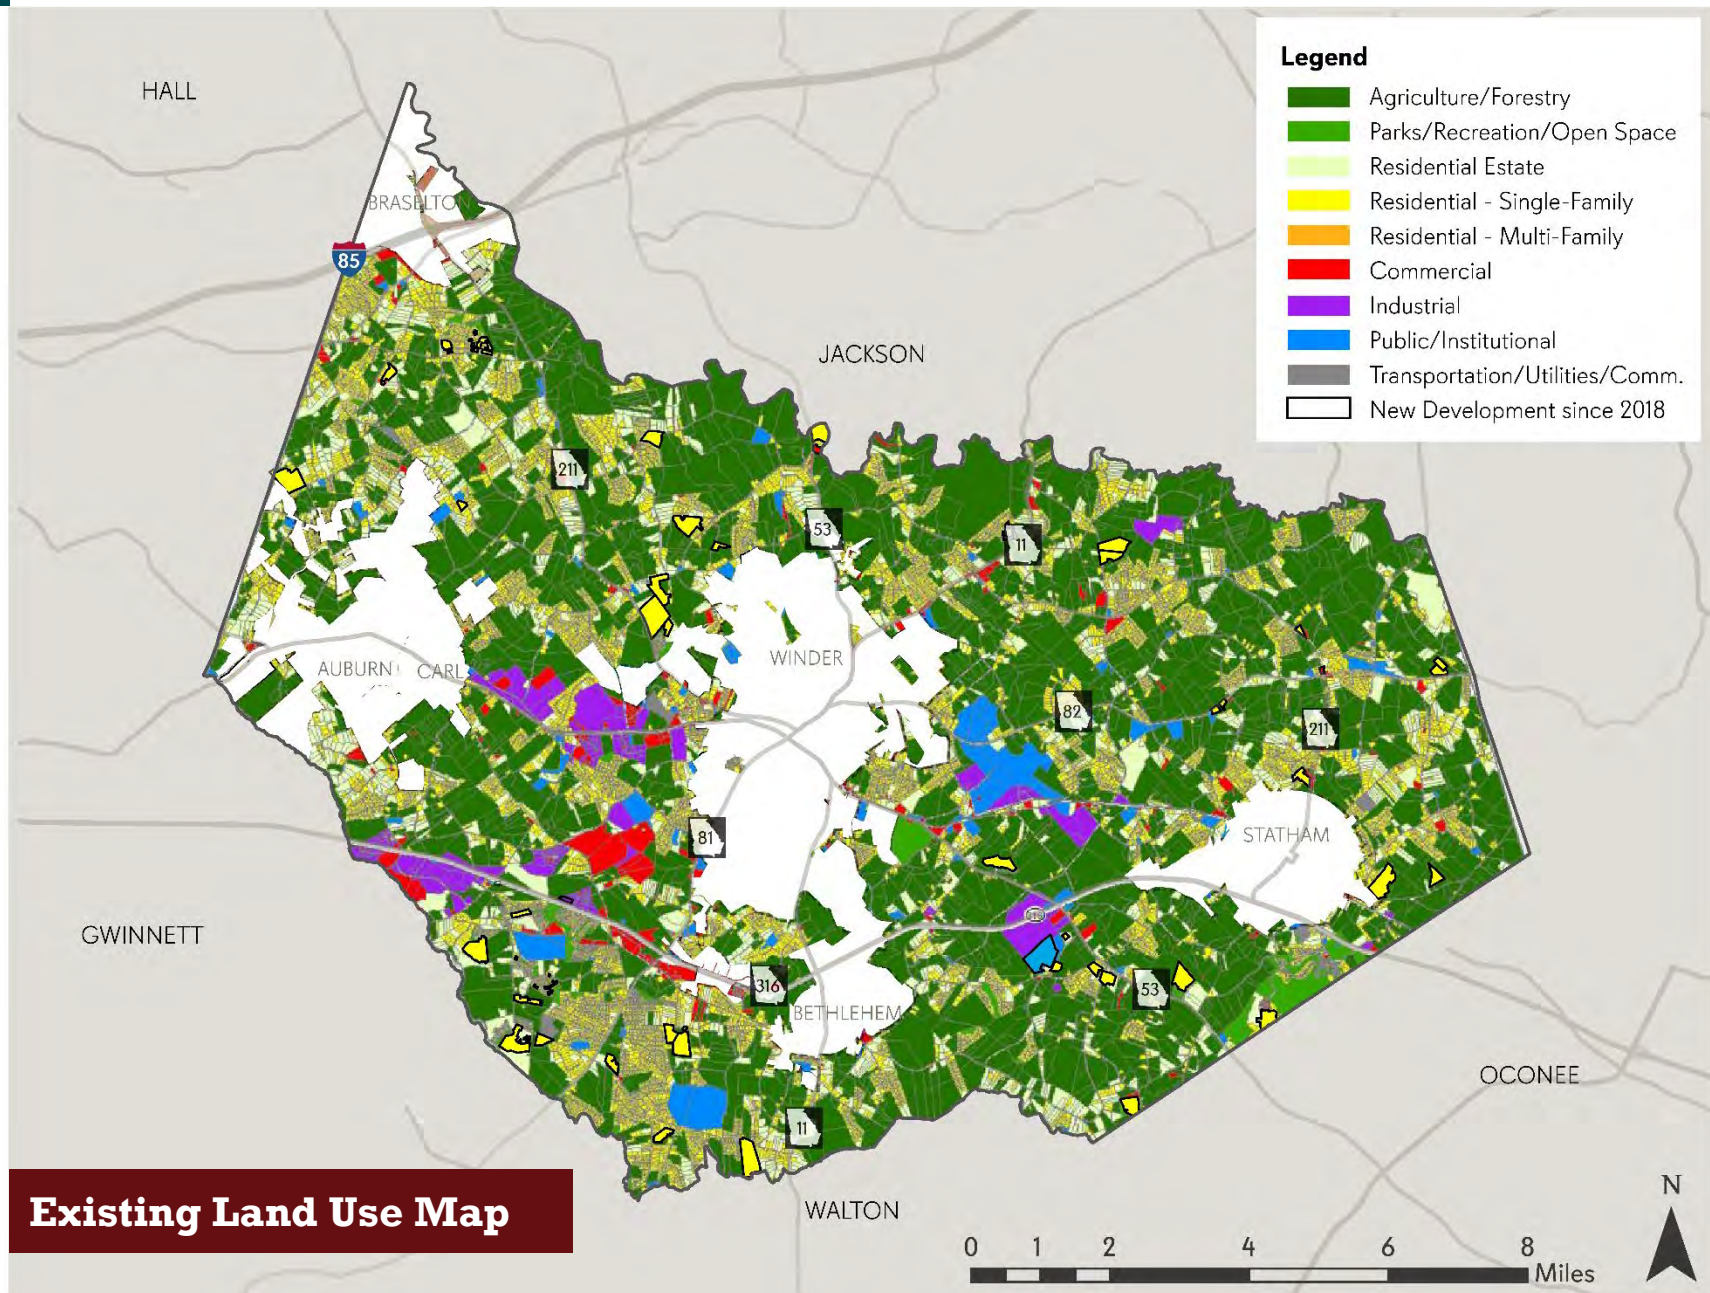 HALL
BRASELTON
85
JACKSON
211
53
11
AUBURN
CARL
WINDER
82
211
81
STATHAM
GWINNETT
316
53
BETHLEHEM
OCONEE
11
WALTON
Legend
Agriculture/Forestry
Parks/Recreation/Open Space
Residential Estate
Residential - Single-Family
Residential - Multi-Family
Commercial
Industrial
Public/Institutional
Transportation/Utilities/Comm.
New Development since 2018
Existing Land Use Map
N
0 1 2 4 6 8
Miles